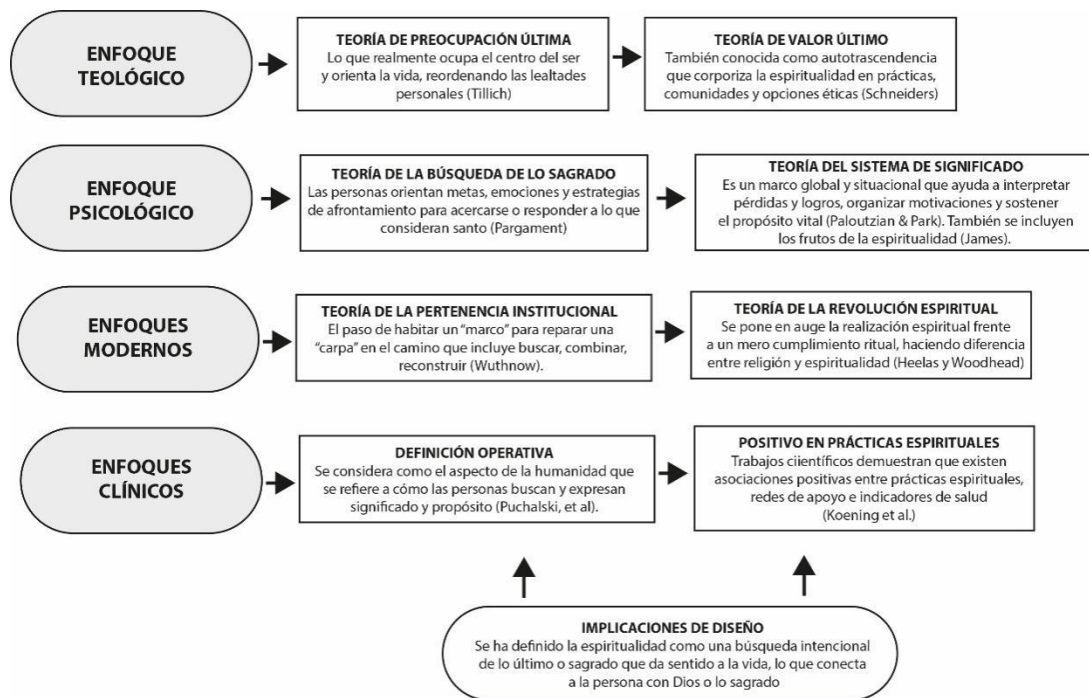 ENFOQUE
TEOLÓGICO
TEORÍA DE PREOCUPACIÓN ÚLTIMA
Lo que realmente ocupa el centro del ser
y orienta la vida, reordenando las lealtades
personales (Tillich)
TEORÍA DE VALOR ÚLTIMO
También conocida como autotrascendencia
que corporiza la espiritualidad en prácticas,
comunidades y opciones éticas (Schneiders)
ENFOQUE
PSICOLÓGICO
TEORÍA DE LA BÚSQUEDA DE LO SAGRADO
Las personas orientan metas, emociones y estrategias
de afrontamiento para acercarse o responder a lo que
consideran santo (Pargament)
TEORÍA DEL SISTEMA DE SIGNIFICADO
Es un marco global y situacional que ayuda a interpretar
pérdidas y logros, organizar motivaciones y sostener
el propósito vital (Paloutzian & Park). También se incluyen
los frutos de la espiritualidad (James).
ENFOQUES
MODERNOS
TEORÍA DE LA PERTENENCIA INSTITUCIONAL
El paso de habitar un “marco” para reparar una
“carpa” en el camino que incluye buscar, combinar,
reconstruir (Wuthnow).
TEORÍA DE LA REVOLUCIÓN ESPIRITUAL
Se pone en auge la realización espiritual frente
a un mero cumplimiento ritual, haciendo diferencia
entre religión y espiritualidad (Heelas y Woodhead)
ENFOQUES
CLÍNICOS
DEFINICIÓN OPERATIVA
Se considera como el aspecto de la humanidad que
se refiere a cómo las personas buscan y expresan
significado y propósito (Puchalski, et al).
POSITIVO EN PRÁCTICAS ESPIRITUALES
Trabajos ciientíficos demuestran que existen
asociaciones positivas entre prácticas espirituales,
redes de apoyo e indicadores de salud
(Koening et al.)
IMPLICACIONES DE DISEÑO
Se ha definido la espiritualidad como una búsqueda intencional
de lo último o sagrado que da sentido a la vida, lo que conecta
a la persona con Dios o lo sagrado